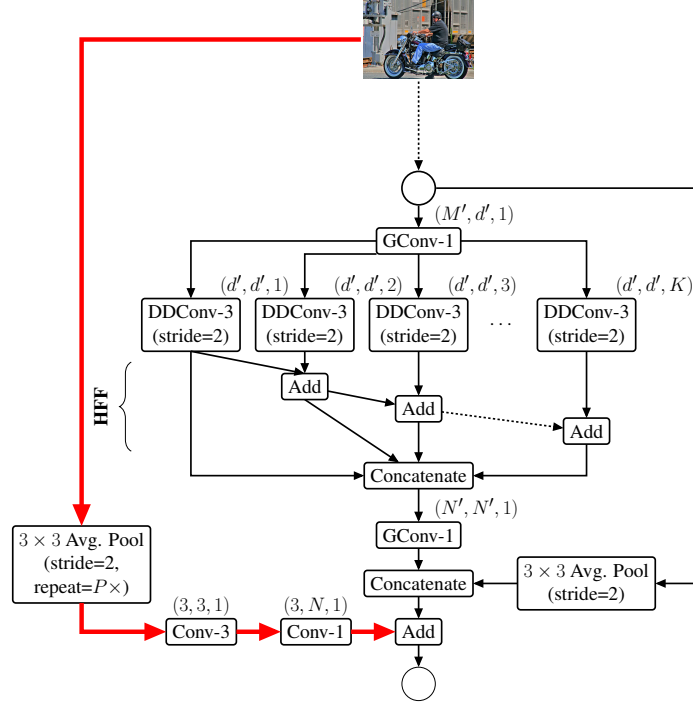 (M′, d′, 1)
GConv-1
(d′, d′, 1)
(d′, d′, 2)
(d′, d′, 3)
(d′, d′, K)
DDConv-3
(stride=2)
DDConv-3
(stride=2)
DDConv-3
(stride=2)
...
DDConv-3
(stride=2)
HFF
Add
Add
Add
Concatenate
(N′, N′, 1)
GConv-1
3 × 3 Avg. Pool
(stride=2,
repeat=P×)
Concatenate
3 × 3 Avg. Pool
(stride=2)
(3, 3, 1)
Conv-3
(3, N, 1)
Conv-1
Add